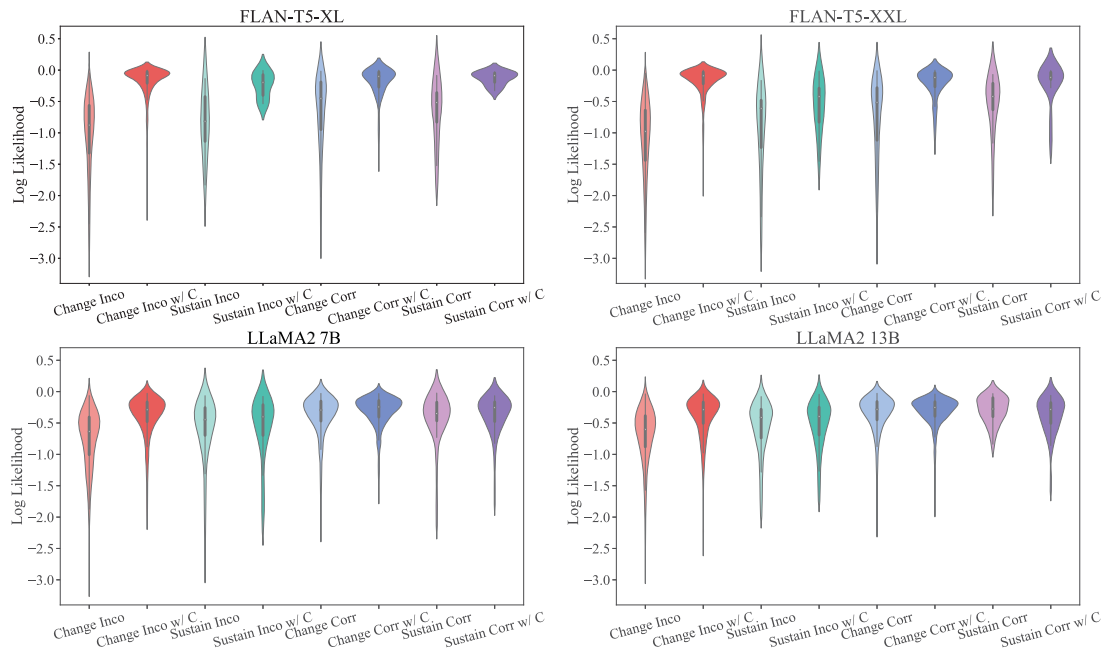 FLAN-T5-XL
Log Likelihood
0.5
0.0
−0.5
−1.0
−1.5
−2.0
−2.5
−3.0
Change Inco
Change Inco w/ C
Sustain Inco
Sustain Inco w/ C
Change Corr
Change Corr w/ C
Sustain Corr
Sustain Corr w/ C
FLAN-T5-XXL
Log Likelihood
0.5
0.0
−0.5
−1.0
−1.5
−2.0
−2.5
−3.0
Change Inco
Change Inco w/ C
Sustain Inco
Sustain Inco w/ C
Change Corr
Change Corr w/ C
Sustain Corr
Sustain Corr w/ C
LLaMA2 7B
Log Likelihood
0.5
0.0
−0.5
−1.0
−1.5
−2.0
−2.5
−3.0
Change Inco
Change Inco w/ C
Sustain Inco
Sustain Inco w/ C
Change Corr
Change Corr w/ C
Sustain Corr
Sustain Corr w/ C
LLaMA2 13B
Log Likelihood
0.5
0.0
−0.5
−1.0
−1.5
−2.0
−2.5
−3.0
Change Inco
Change Inco w/ C
Sustain Inco
Sustain Inco w/ C
Change Corr
Change Corr w/ C
Sustain Corr
Sustain Corr w/ C